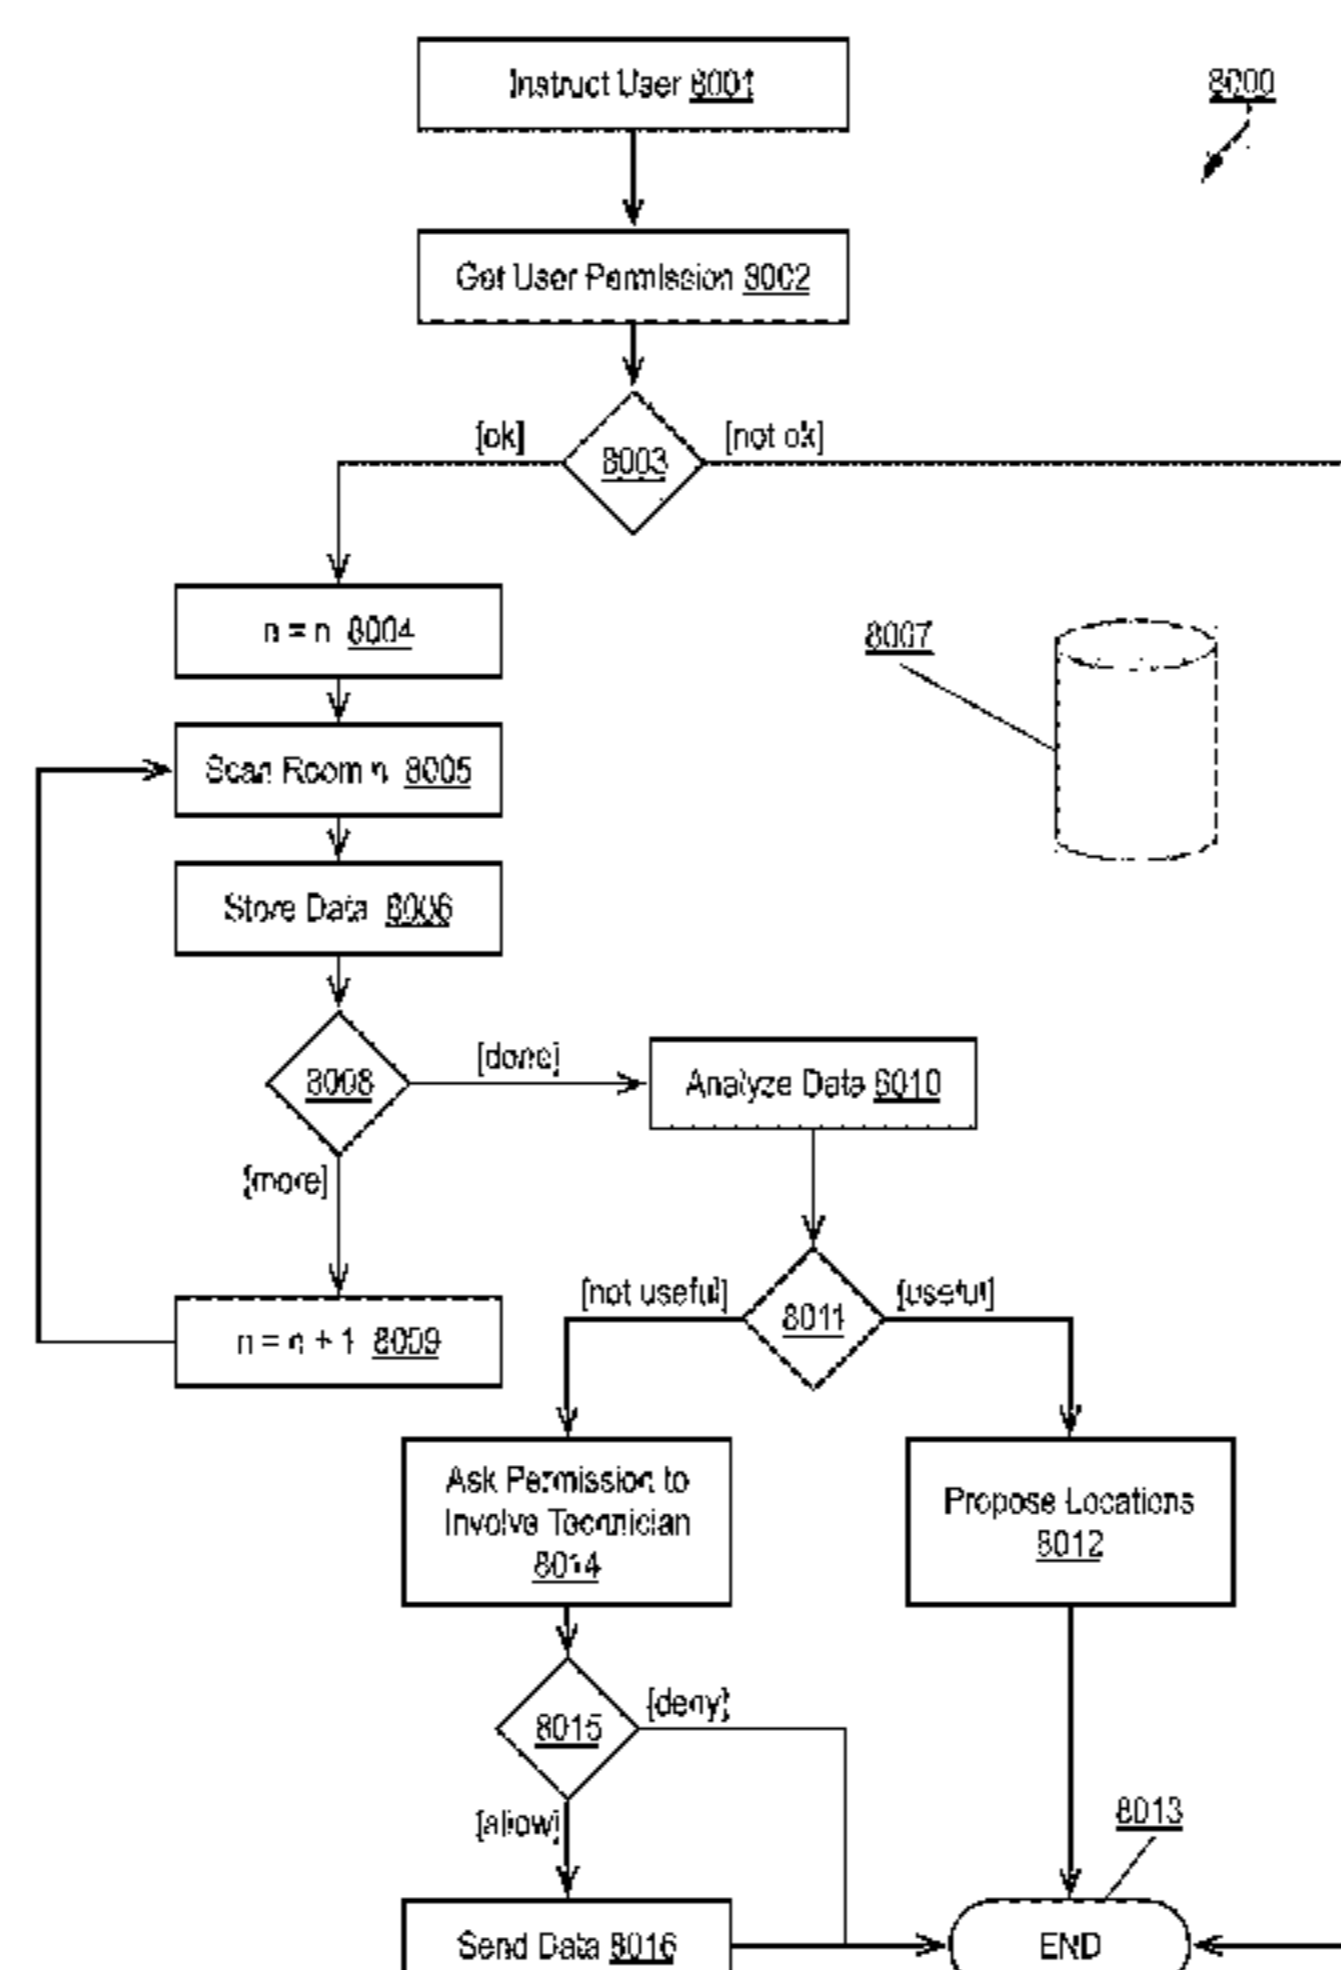 Instruct User 8001
8000
Get User Permission 8002
[ok]
[not ok]
8003
n = n 8004
8007
Scan Room n 8005
Store Data 8006
8008
[done]
Analyze Data 8010
[more]
[not useful]
[useful]
8011
n = n + 1 8009
Ask Permission to
Involve Technician
8014
Propose Locations
8012
8015
[deny]
[allow]
8013
Send Data 8016
END